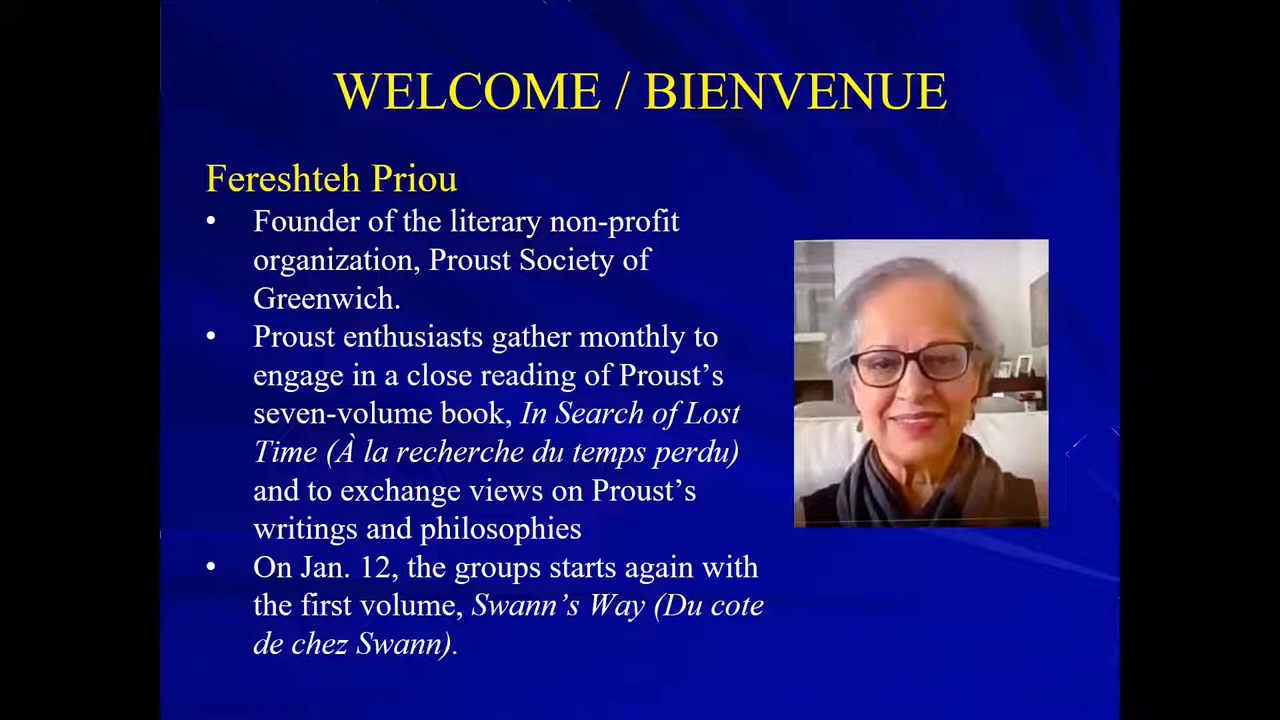 WELCOME / BIENVENUE
Fereshteh Priou
• Founder of the literary non-profit
organization, Proust Society of
Greenwich.
• Proust enthusiasts gather monthly to
engage in a close reading of Proust’s
seven-volume book, In Search of Lost
Time (À la recherche du temps perdu)
and to exchange views on Proust’s
writings and philosophies
• On Jan. 12, the groups starts again with
the first volume, Swann’s Way (Du cote
de chez Swann).